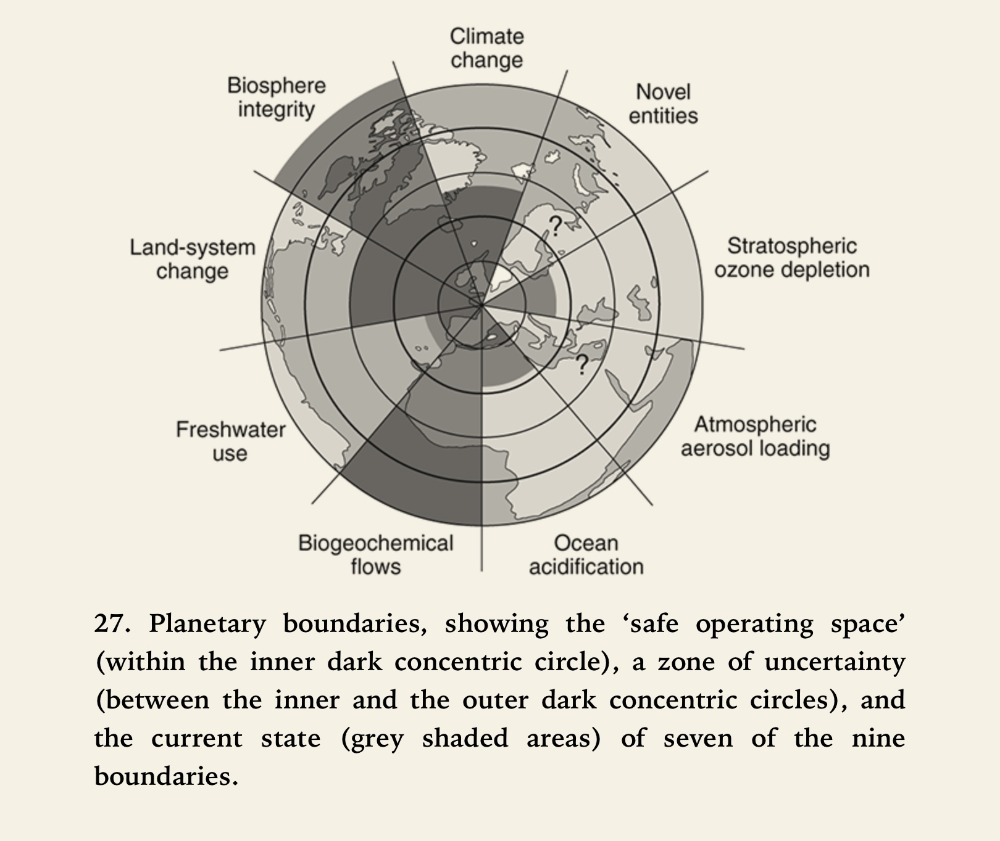 Climate
change
Biosphere
integrity
Novel
entities
?
Land-system
change
Stratospheric
ozone depletion
?
Freshwater
use
Atmospheric
aerosol loading
Biogeochemical
flows
Ocean
acidification
27. Planetary boundaries, showing the ‘safe operating space’
(within the inner dark concentric circle), a zone of uncertainty
(between the inner and the outer dark concentric circles), and
the current state (grey shaded areas) of seven of the nine
boundaries.